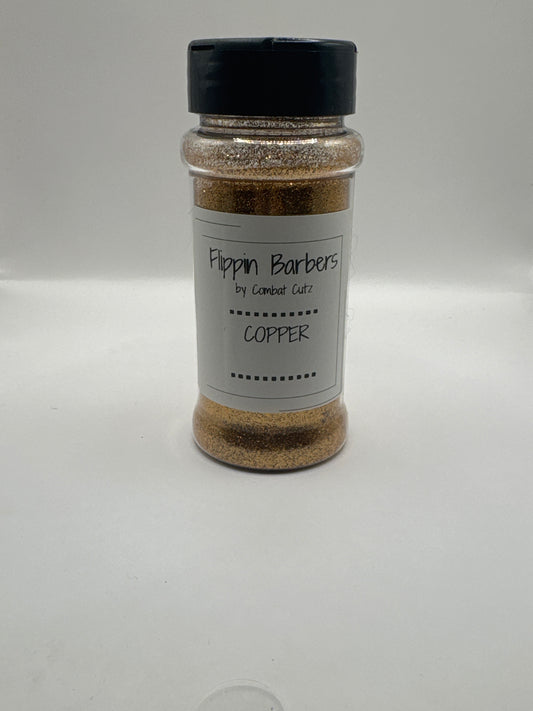 Flippin Barbers
by Combat Cutz
COPPER